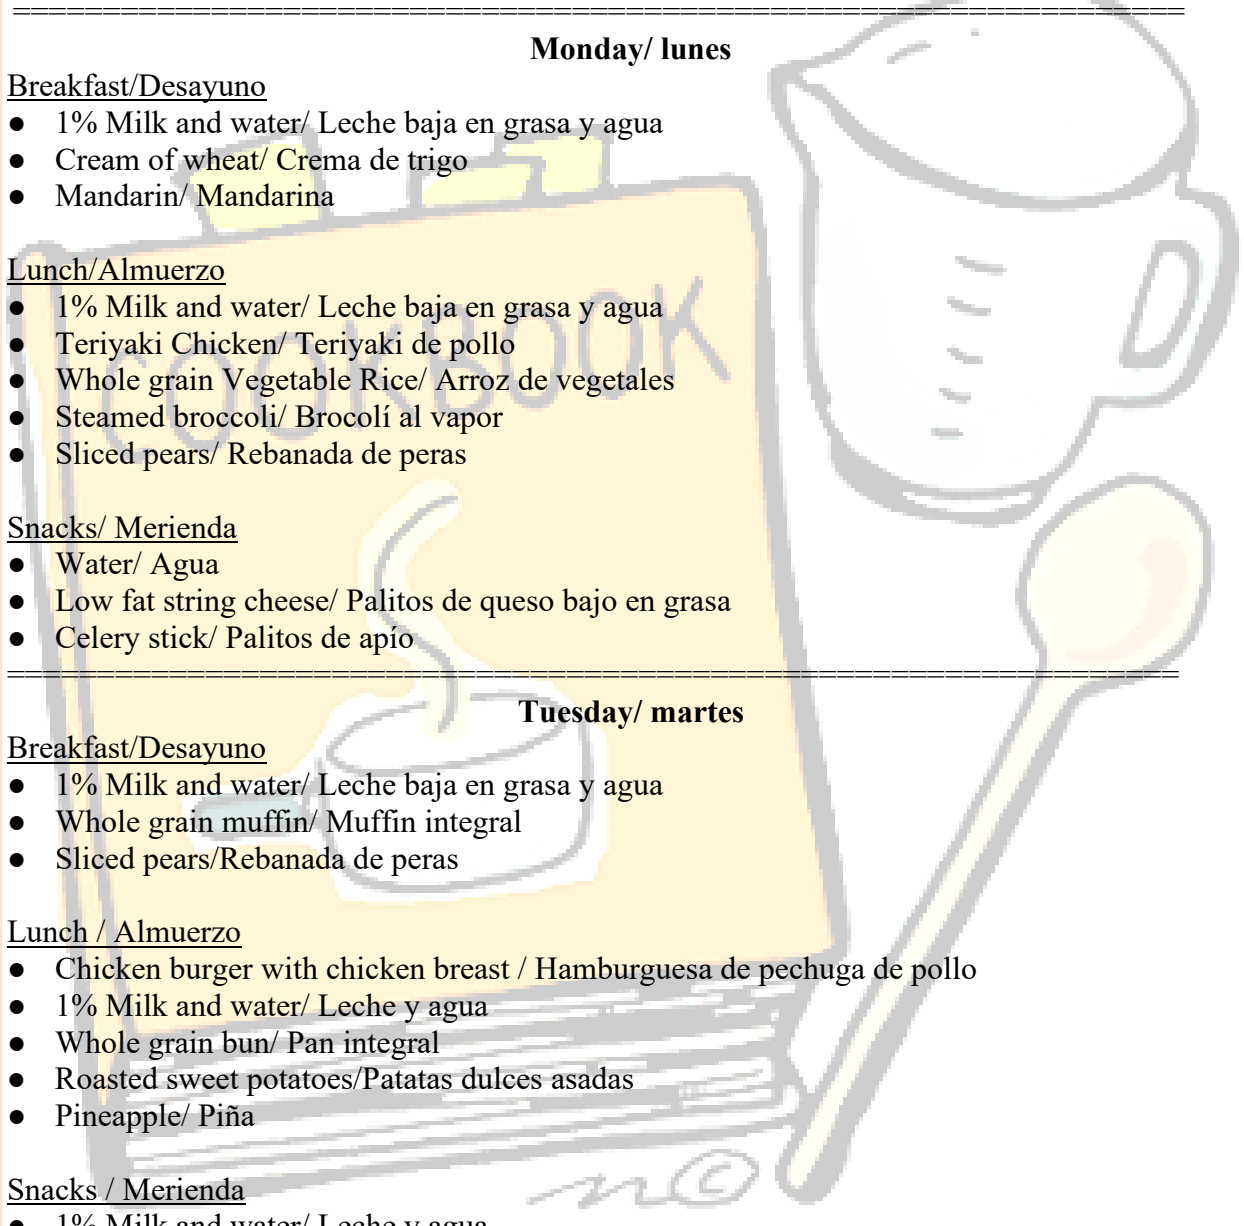 Monday/ lunes
Breakfast/Desayuno
● 1% Milk and water/ Leche baja en grasa y agua
● Cream of wheat/ Crema de trigo
● Mandarin/ Mandarina
Lunch/Almuerzo
● 1% Milk and water/ Leche baja en grasa y agua
● Teriyaki Chicken/ Teriyaki de pollo
● Whole grain Vegetable Rice/ Arroz de vegetales
● Steamed broccoli/ Brocolí al vapor
● Sliced pears/ Rebanada de peras
COOKBOOK
Snacks/ Merienda
● Water/ Agua
● Low fat string cheese/ Palitos de queso bajo en grasa
● Celery stick/ Palitos de apío
Tuesday/ martes
Breakfast/Desayuno
● 1% Milk and water/ Leche baja en grasa y agua
● Whole grain muffin/ Muffin integral
● Sliced pears/Rebanada de peras
Lunch / Almuerzo
● Chicken burger with chicken breast / Hamburguesa de pechuga de pollo
● 1% Milk and water/ Leche y agua
● Whole grain bun/ Pan integral
● Roasted sweet potatoes/Patatas dulces asadas
● Pineapple/ Piña
Snacks / Merienda
● 1% Milk and water/ Leche y agua